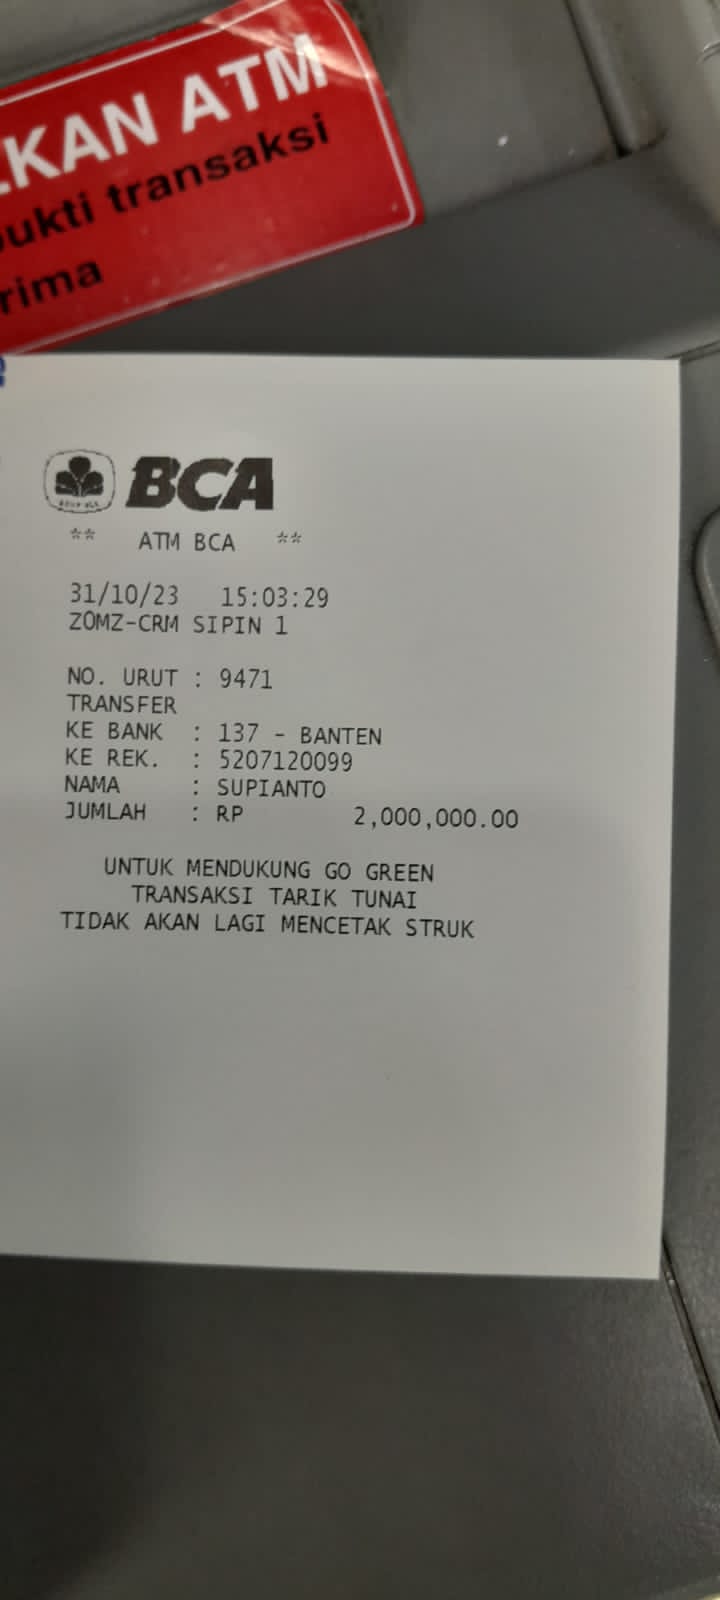 KAN ATM
bukti transaksi
rima
BCA
** ATM BCA **
31/10/23 15:03:29
ZOMZ-CRM SIPIN 1
NO. URUT : 9471
TRANSFER
KE BANK : 137 - BANTEN
KE REK. : 5207120099
NAMA : SUPIANTO
JUMLAH : RP 2,000,000.00
UNTUK MENDUKUNG GO GREEN
TRANSAKSI TARIK TUNAI
TIDAK AKAN LAGI MENCETAK STRUK